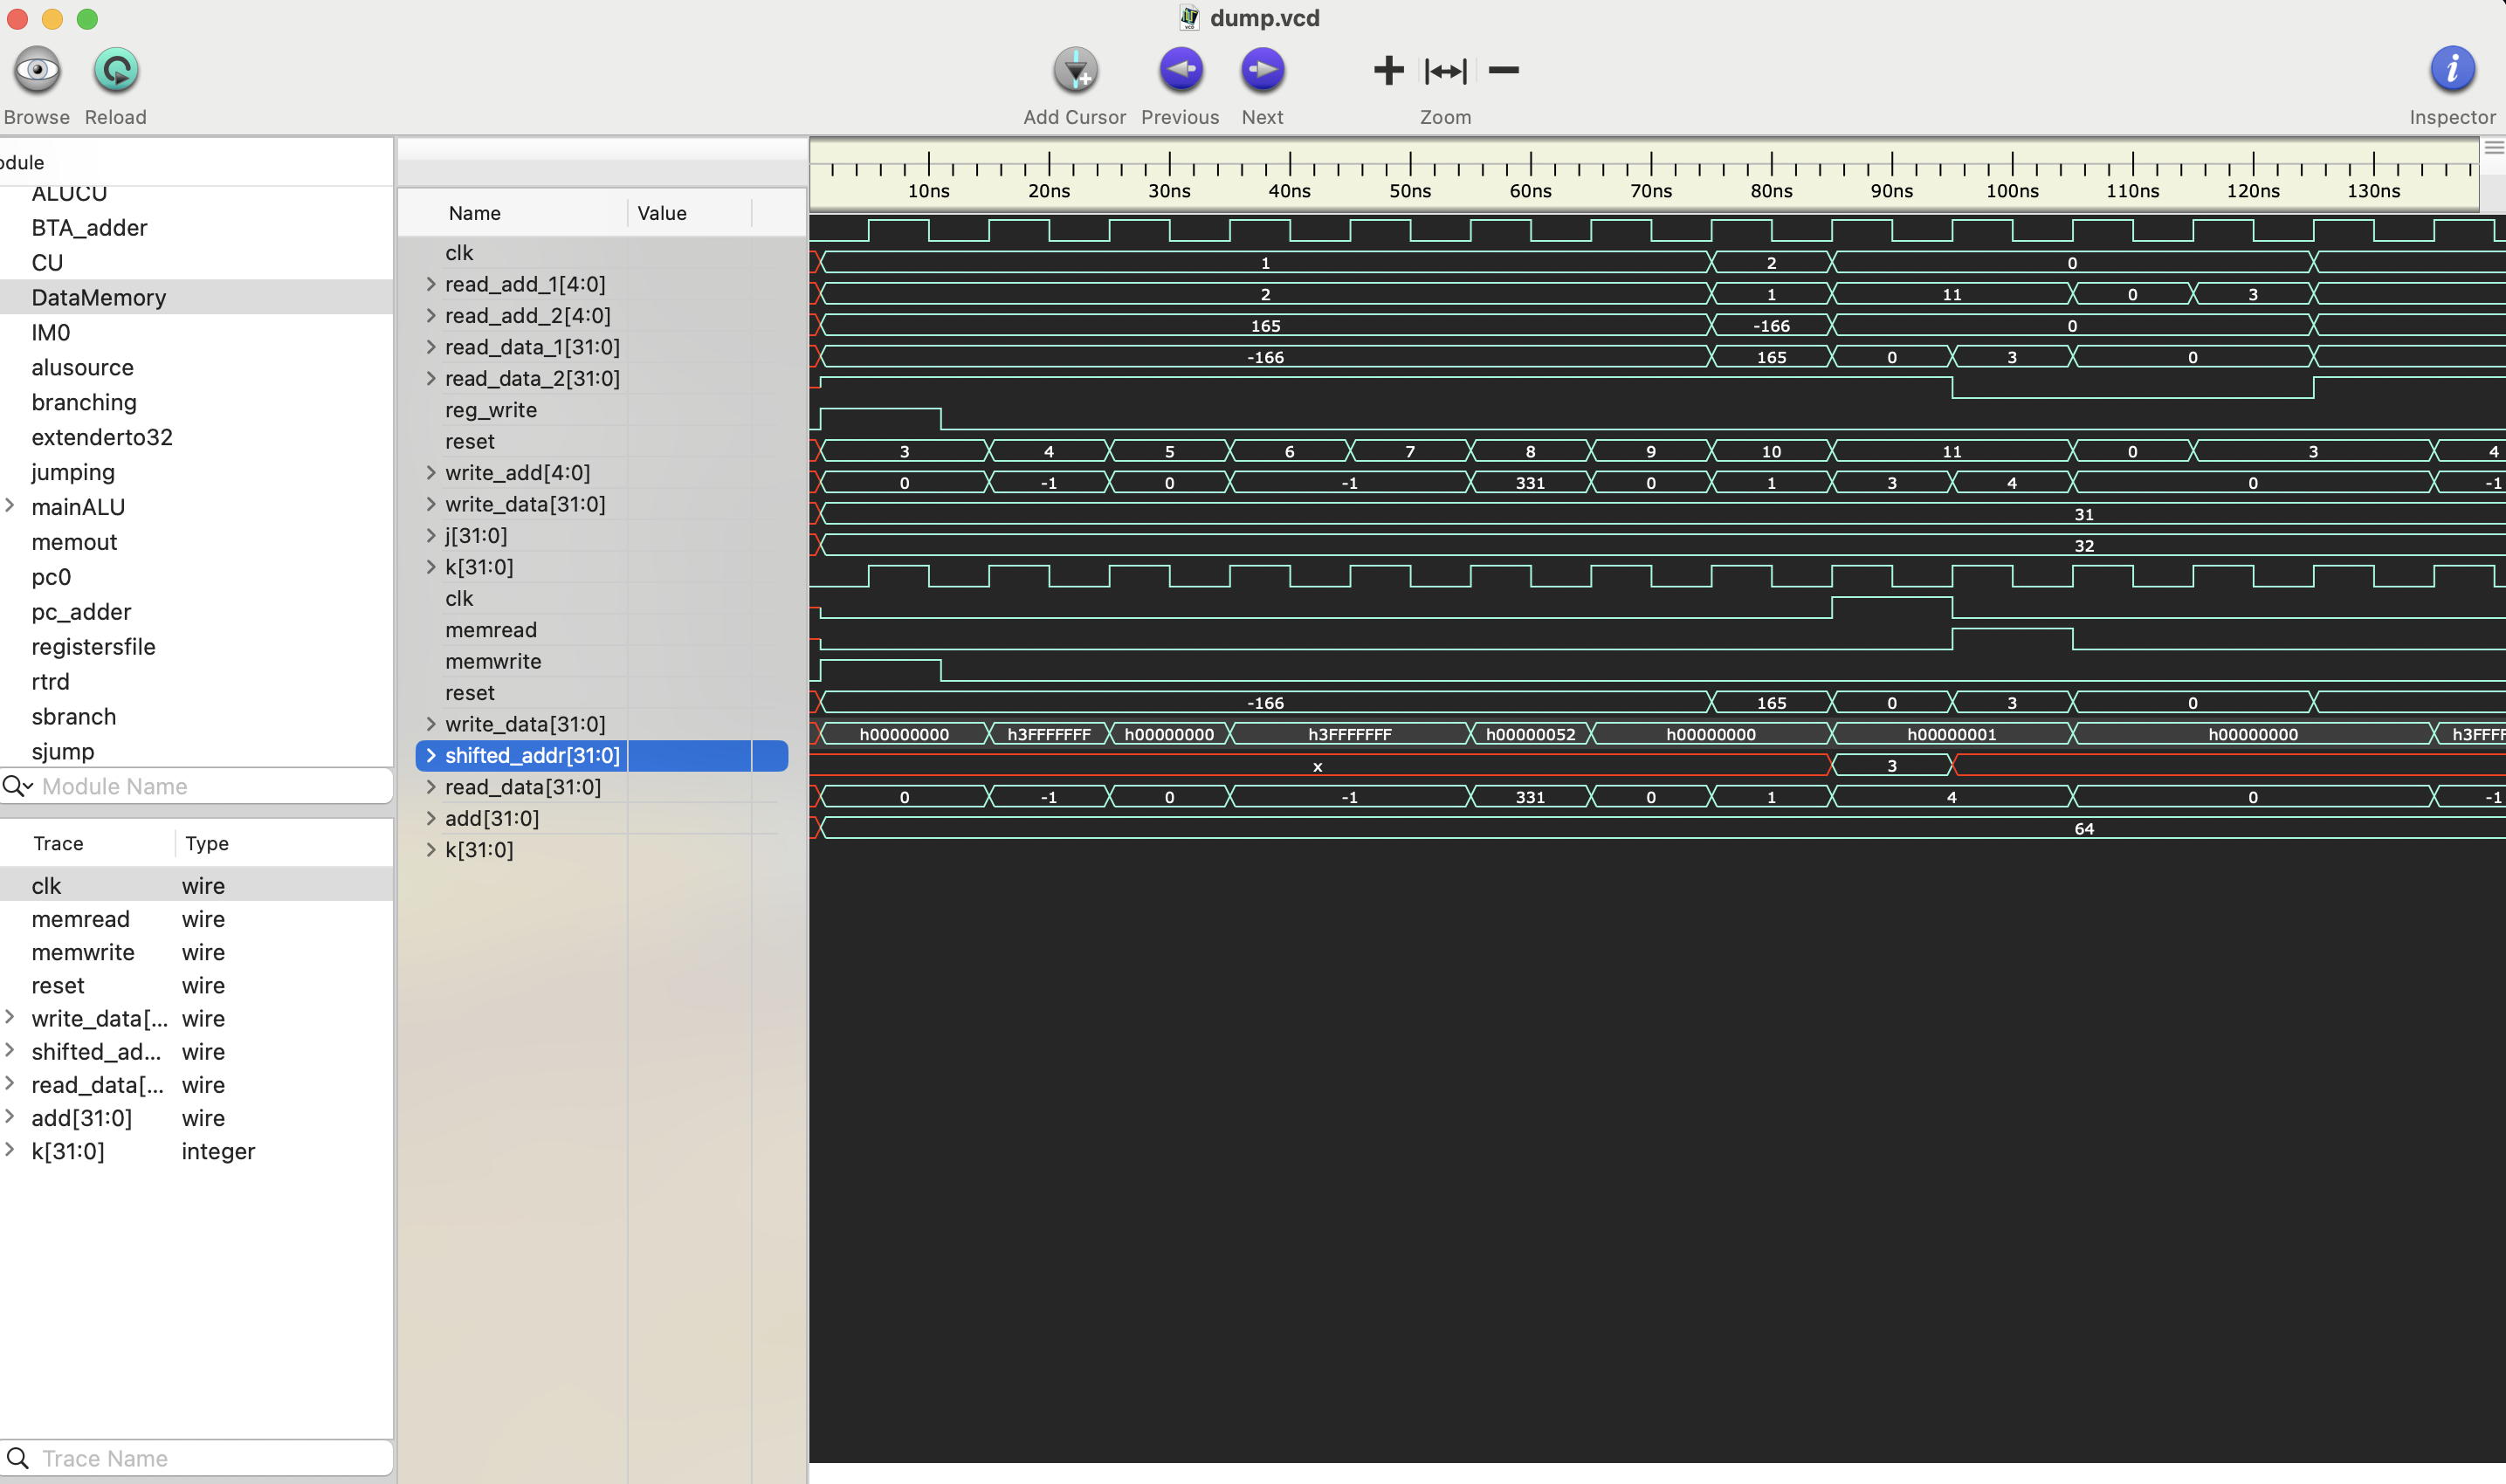 dump.vcd
Browse Reload Add Cursor Previous Next Zoom Inspector
odule
ALUCU
BTA_adder
CU
DataMemory
IM0
alusource
branching
extenderto32
jumping
mainALU
memout
pc0
pc_adder
registersfile
rtrd
sbranch
sjump
Module Name
Trace Type
clk wire
memread wire
memwrite wire
reset wire
write_data[... wire
shifted_ad... wire
read_data[... wire
add[31:0] wire
k[31:0] integer
Trace Name
Name Value
clk
read_add_1[4:0]
read_add_2[4:0]
read_data_1[31:0]
read_data_2[31:0]
reg_write
reset
write_add[4:0]
write_data[31:0]
j[31:0]
k[31:0]
clk
memread
memwrite
reset
write_data[31:0]
shifted_addr[31:0]
read_data[31:0]
add[31:0]
k[31:0]
10ns 20ns 30ns 40ns 50ns 60ns 70ns 80ns 90ns 100ns 110ns 120ns 130ns
1 2 0
2 1 11 0 3
165 -166 0
-166 165 0 3 0
3 4 5 6 7 8 9 10 11 0 3 4
0 -1 0 -1 331 0 1 3 4 0 -1
31
32
-166 165 0 3 0
h00000000 h3FFFFFFF h00000000 h3FFFFFFF h00000052 h00000000 h00000001 h00000000 h3FFFF
x 3
0 -1 0 -1 331 0 1 4 0 -1
64